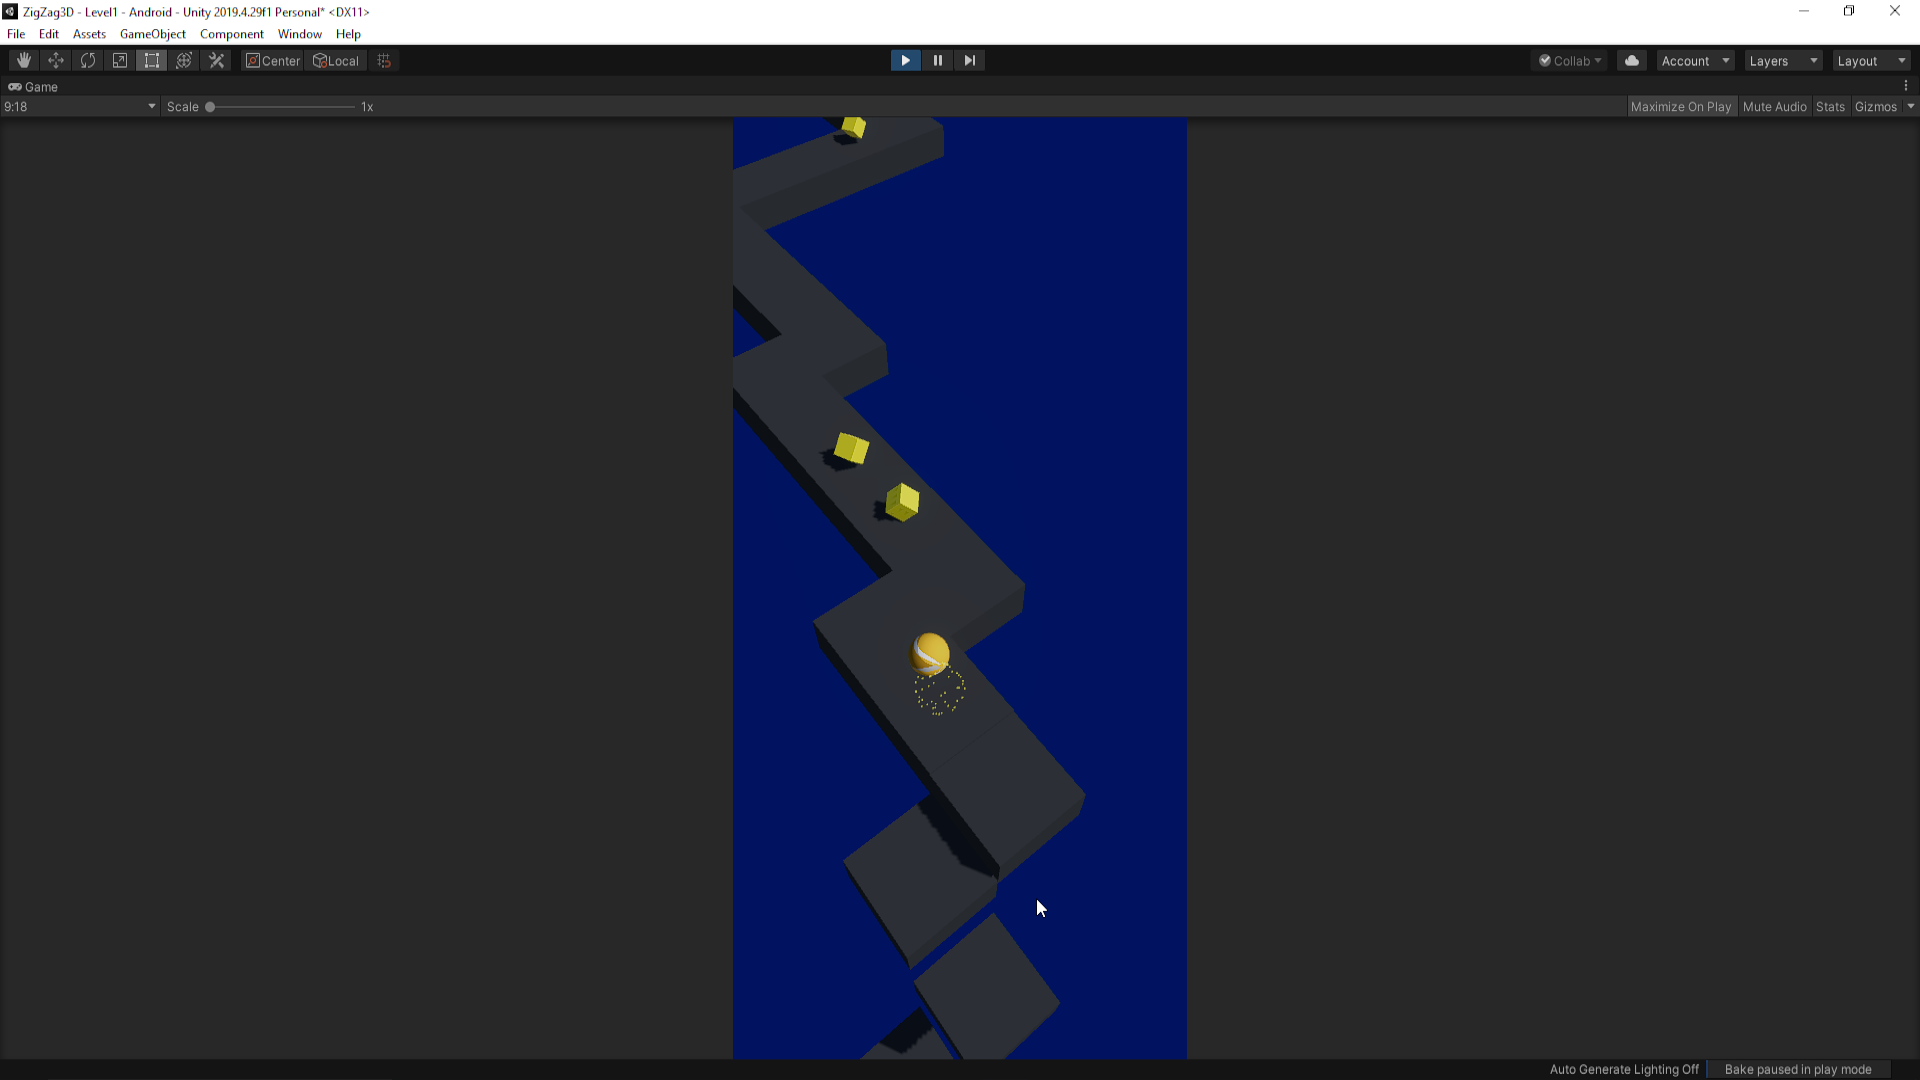 ZigZag3D - Level1 - Android - Unity 2019.4.29f1 Personal* <DX11>
File Edit Assets GameObject Component Window Help
Center Local Collab Account Layers Layout
Game
9:18 Scale 1x Maximize On Play Mute Audio Stats Gizmos
Auto Generate Lighting Off Bake paused in play mode